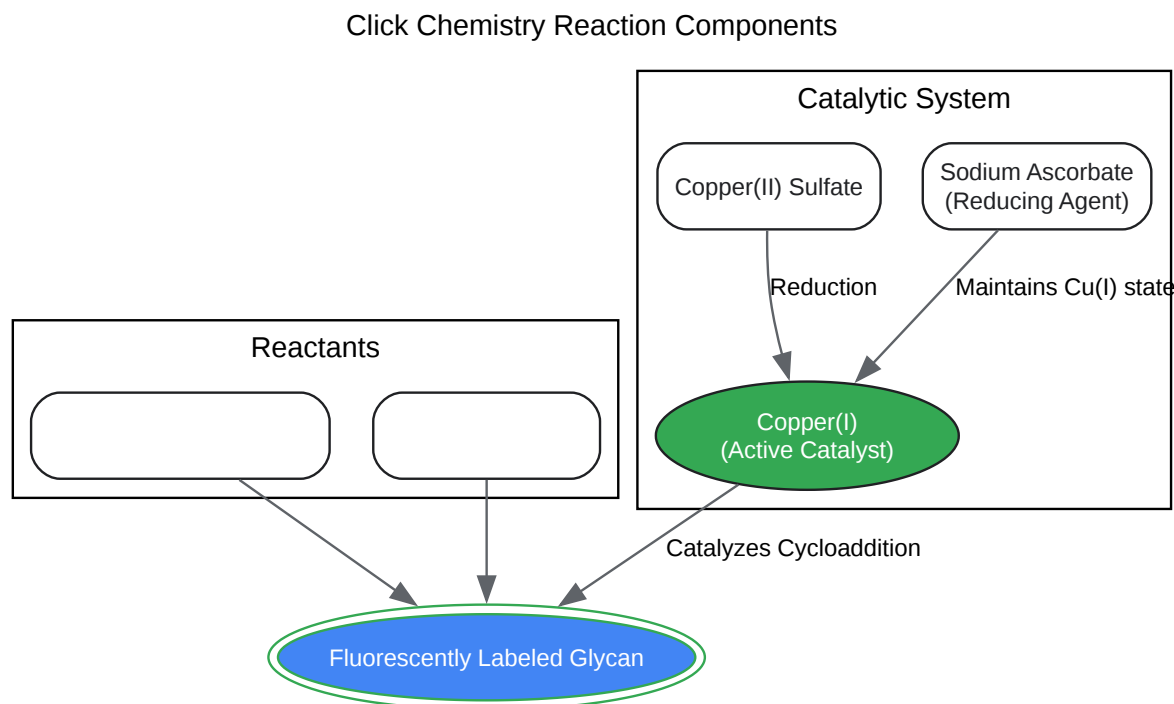 Click Chemistry Reaction Components
Catalytic System
Copper(II) Sulfate
Sodium Ascorbate
(Reducing Agent)
Reduction
Maintains Cu(I) state
Reactants
Copper(I)
(Active Catalyst)
Catalyzes Cycloaddition
Fluorescently Labeled Glycan